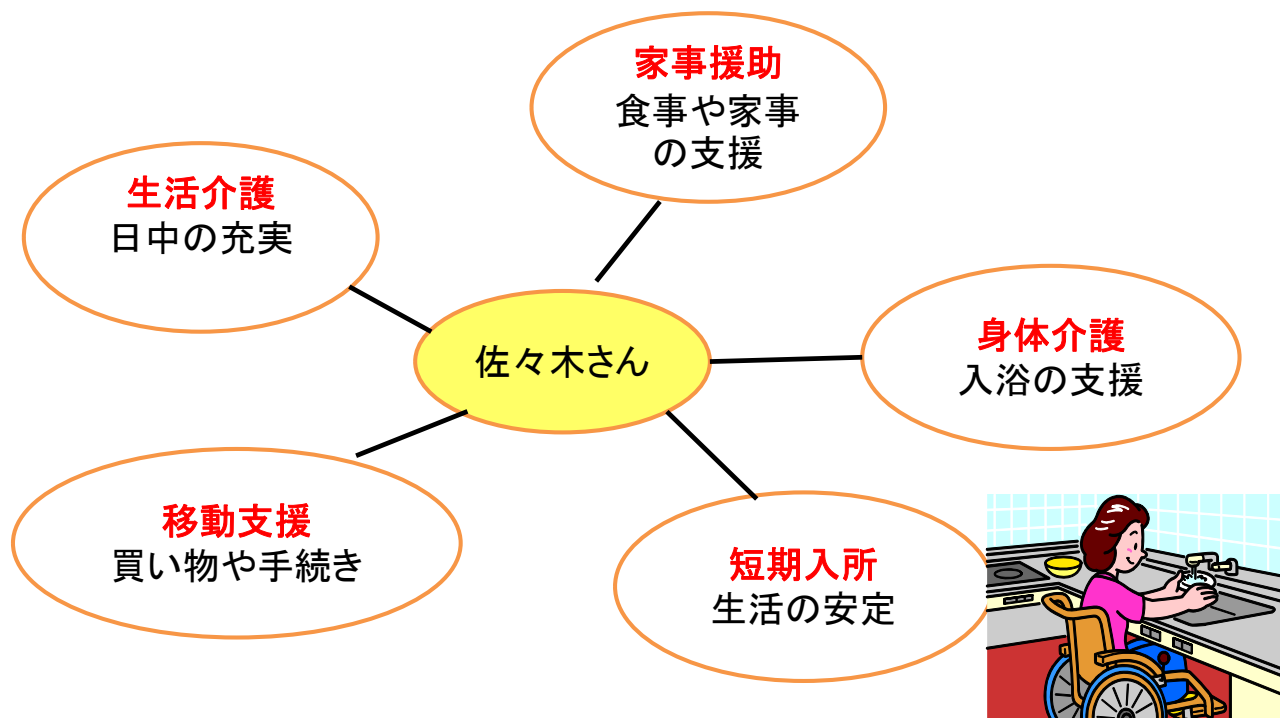 家事援助
食事や家事
の支援
生活介護
日中の充実
佐々木さん
身体介護
入浴の支援
移動支援
買い物や手続き
短期入所
生活の安定